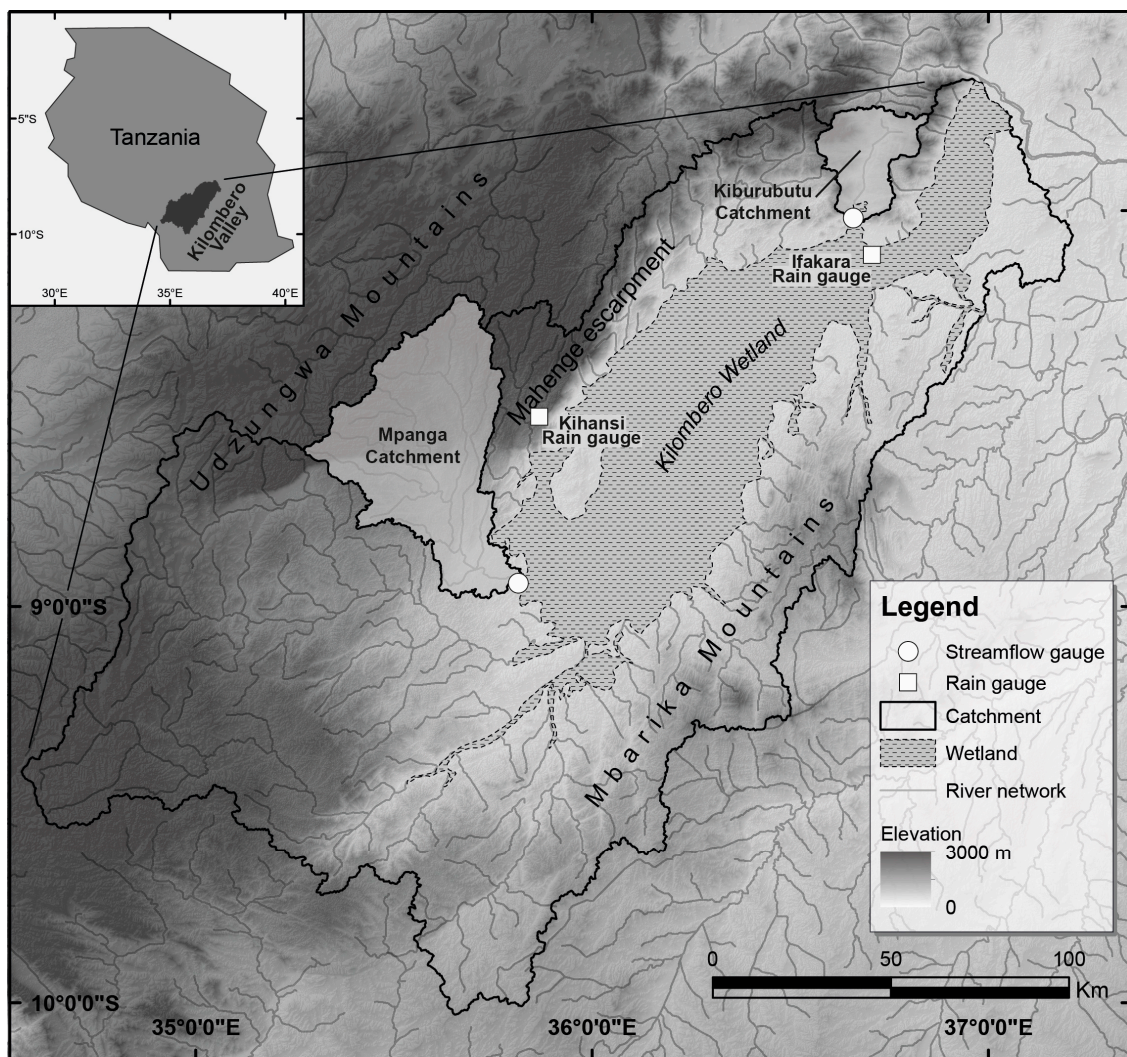 5"S
Tanzania
Kilombero
Valley
10"S
30"E
35"E
40"E
Udzungwa Mountains
Kiburubutu
Catchment
Ifakara
Rain gauge
Mahenge escarpment
Kilombero Wetland
Kihansi
Rain gauge
Mpanga
Catchment
Mbarika Mountains
9°0'0"S
10°0'0"S
35°0'0"E
36°0'0"E
37°0'0"E
Legend
Streamflow gauge
Rain gauge
Catchment
Wetland
River network
Elevation
3000 m
0
0
50
100
Km